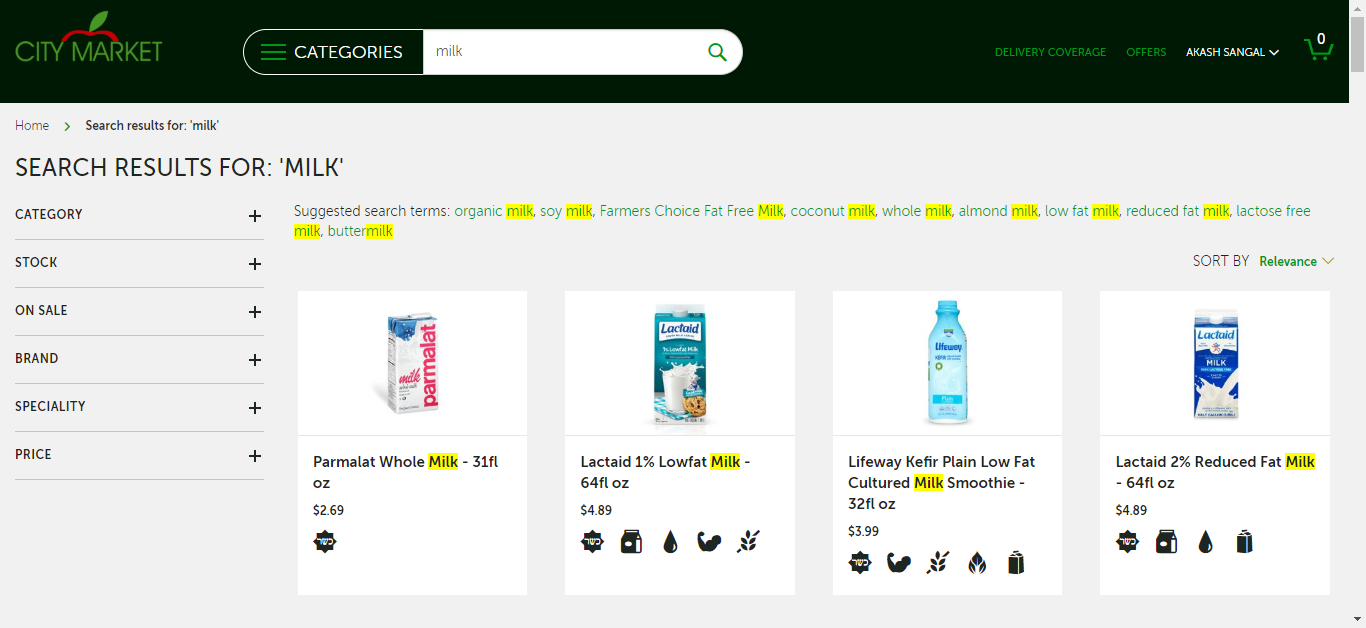 CITY MARKET
CATEGORIES
milk
DELIVERY COVERAGE
OFFERS
AKASH SANGAL
0
Home
Search results for: 'milk'
SEARCH RESULTS FOR: 'MILK'
CATEGORY
STOCK
ON SALE
BRAND
SPECIALITY
PRICE
Suggested search terms: organic milk, soy milk, Farmers Choice Fat Free Milk, coconut milk, whole milk, almond milk, low fat milk, reduced fat milk, lactose free
milk, buttermilk
SORT BY Relevance
parmalat
milk
Parmalat Whole Milk - 31fl
oz
$2.69
כשר
Lactaid
1% Lowfat Milk
Lactaid 1% Lowfat Milk -
64fl oz
$4.89
כשר
Lifeway
KEFIR
Plain
Lifeway Kefir Plain Low Fat
Cultured Milk Smoothie -
32fl oz
$3.99
כשר
Lactaid
MILK
Lactaid 2% Reduced Fat Milk
- 64fl oz
$4.89
כשר